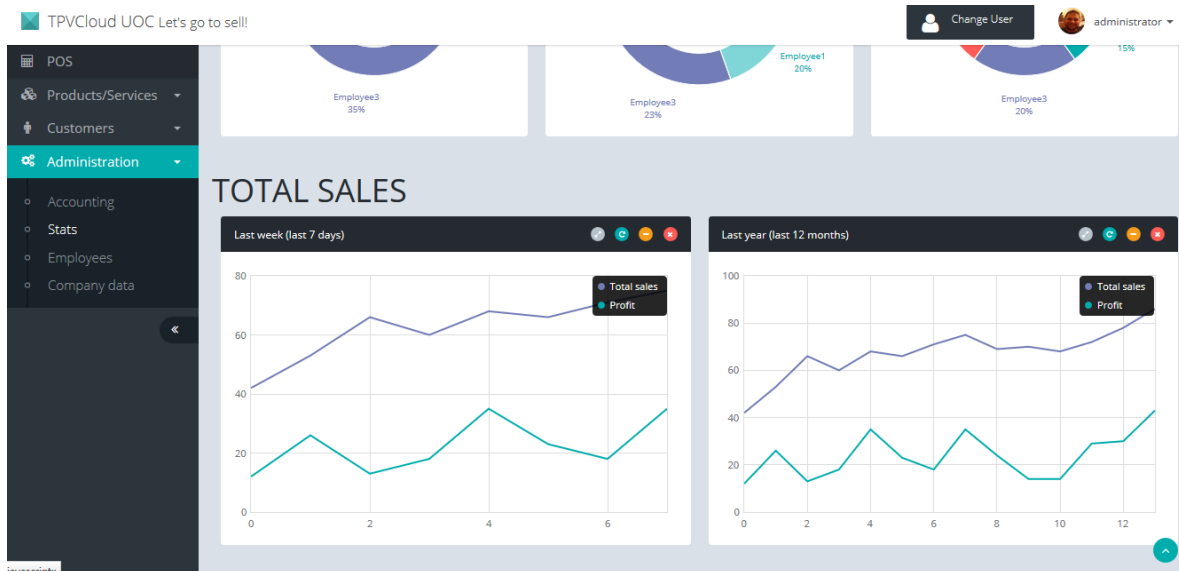 TPVCloud UOC Let's go to sell!
Change User
administrator
POS
Products/Services
Customers
Administration
Accounting
Stats
Employees
Company data
Employee3
35%
Employee1
20%
Employee3
23%
15%
Employee3
20%
TOTAL SALES
Last week (last 7 days)
80
60
40
20
0
0 2 4 6
Total sales
Profit
Last year (last 12 months)
100
80
60
40
20
0
0 2 4 6 8 10 12
Total sales
Profit